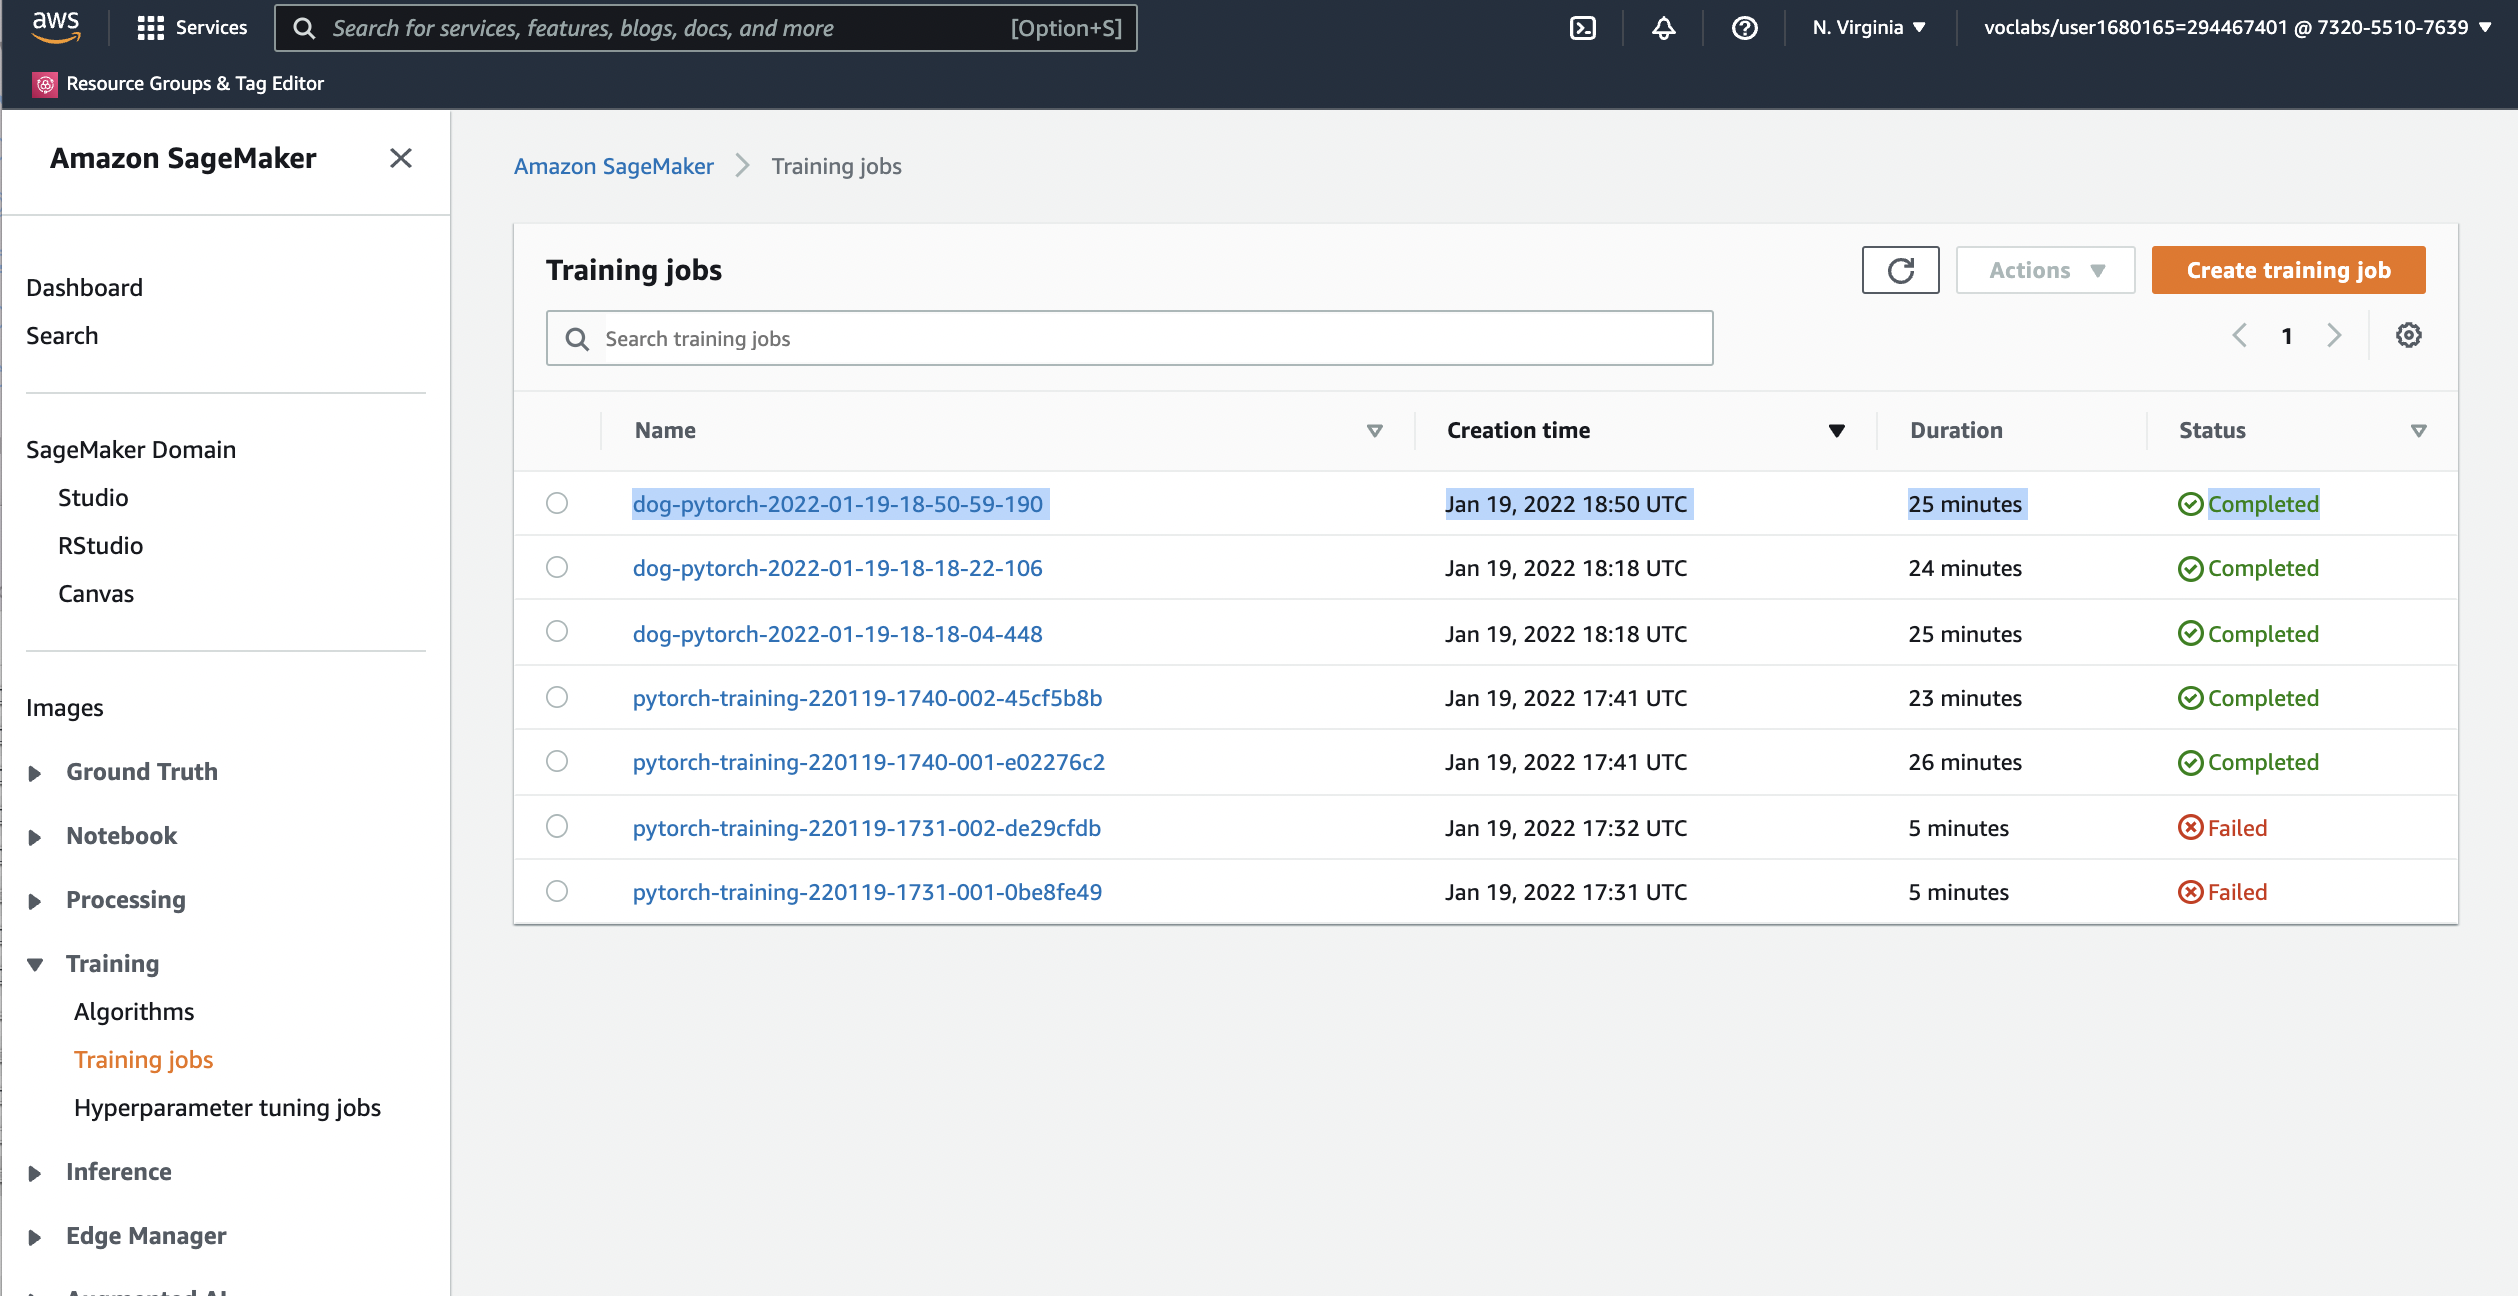 aws Services Search for services, features, blogs, docs, and more [Option+S] N. Virginia voclabs/user1680165=294467401 @ 7320-5510-7639
Resource Groups & Tag Editor
Amazon SageMaker
Dashboard
Search
SageMaker Domain
Studio
RStudio
Canvas
Images
Ground Truth
Notebook
Processing
Training
Algorithms
Training jobs
Hyperparameter tuning jobs
Inference
Edge Manager
Amazon SageMaker Training jobs
Training jobs Actions Create training job
Search training jobs 1
Name Creation time Duration Status
dog-pytorch-2022-01-19-18-50-59-190 Jan 19, 2022 18:50 UTC 25 minutes Completed
dog-pytorch-2022-01-19-18-18-22-106 Jan 19, 2022 18:18 UTC 24 minutes Completed
dog-pytorch-2022-01-19-18-18-04-448 Jan 19, 2022 18:18 UTC 25 minutes Completed
pytorch-training-220119-1740-002-45cf5b8b Jan 19, 2022 17:41 UTC 23 minutes Completed
pytorch-training-220119-1740-001-e02276c2 Jan 19, 2022 17:41 UTC 26 minutes Completed
pytorch-training-220119-1731-002-de29cfdb Jan 19, 2022 17:32 UTC 5 minutes Failed
pytorch-training-220119-1731-001-0be8fe49 Jan 19, 2022 17:31 UTC 5 minutes Failed